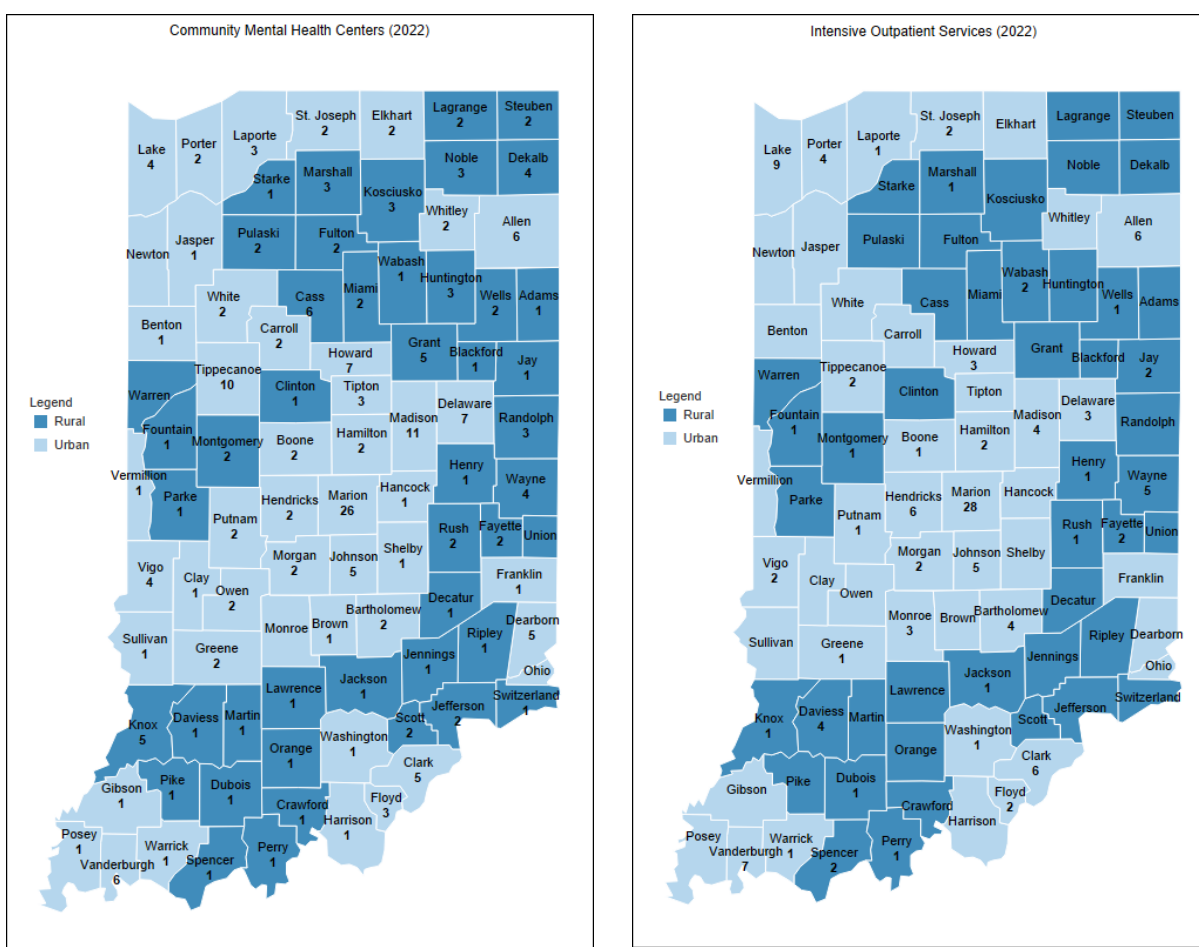 Community Mental Health Centers (2022)
Lagrange
2
Steuben
2
St. Joseph
2
Elkhart
2
Laporte
3
Porter
2
Lake
4
Noble
3
Dekalb
4
Marshall
3
Starke
1
Kosciusko
3
Whitley
2
Allen
6
Newton
Jasper
1
Pulaski
2
Fulton
2
Wabash
1
Huntington
3
Miami
2
Cass
6
White
2
Wells
2
Adams
1
Benton
1
Carroll
2
Grant
5
Blackford
1
Jay
1
Howard
7
Tippecanoe
10
Clinton
1
Tipton
3
Warren
Legend
Rural
Urban
Madison
11
Delaware
7
Randolph
3
Fountain
1
Montgomery
2
Boone
2
Hamilton
2
Henry
1
Wayne
4
Vermillion
1
Parke
1
Putnam
2
Hendricks
2
Marion
26
Hancock
1
Rush
2
Fayette
2
Union
Morgan
2
Johnson
5
Shelby
1
Vigo
4
Clay
1
Owen
2
Franklin
1
Decatur
1
Sullivan
1
Greene
2
Monroe
Brown
1
Bartholomew
2
Dearborn
5
Ripley
1
Jennings
1
Ohio
Jackson
1
Lawrence
1
Switzerland
1
Jefferson
2
Scott
2
Knox
5
Daviess
1
Martin
1
Orange
1
Washington
1
Clark
5
Gibson
1
Pike
1
Dubois
1
Crawford
1
Floyd
3
Harrison
1
Posey
1
Vanderburgh
6
Warrick
1
Spencer
1
Perry
1
Intensive Outpatient Services (2022)
Lagrange
Steuben
St. Joseph
2
Elkhart
Laporte
1
Porter
4
Lake
9
Noble
Dekalb
Marshall
1
Starke
Kosciusko
Whitley
Allen
6
Newton
Jasper
Pulaski
Fulton
Wabash
2
Huntington
Miami
Cass
White
Wells
1
Adams
Benton
Carroll
Grant
Blackford
Jay
2
Howard
3
Tippecanoe
2
Clinton
Tipton
Warren
Legend
Rural
Urban
Madison
4
Delaware
3
Randolph
Fountain
1
Montgomery
1
Boone
1
Hamilton
2
Henry
1
Wayne
5
Vermillion
Parke
Putnam
1
Hendricks
6
Marion
28
Hancock
Rush
1
Fayette
2
Union
Morgan
2
Johnson
5
Shelby
Vigo
2
Clay
Owen
Franklin
Decatur
Sullivan
Greene
1
Monroe
3
Brown
Bartholomew
4
Dearborn
Ripley
Jennings
Ohio
Jackson
1
Lawrence
Switzerland
Jefferson
Scott
Knox
1
Daviess
4
Martin
Orange
Washington
1
Clark
6
Gibson
Pike
Dubois
1
Crawford
Floyd
2
Harrison
Posey
Vanderburgh
7
Warrick
1
Spencer
2
Perry
1